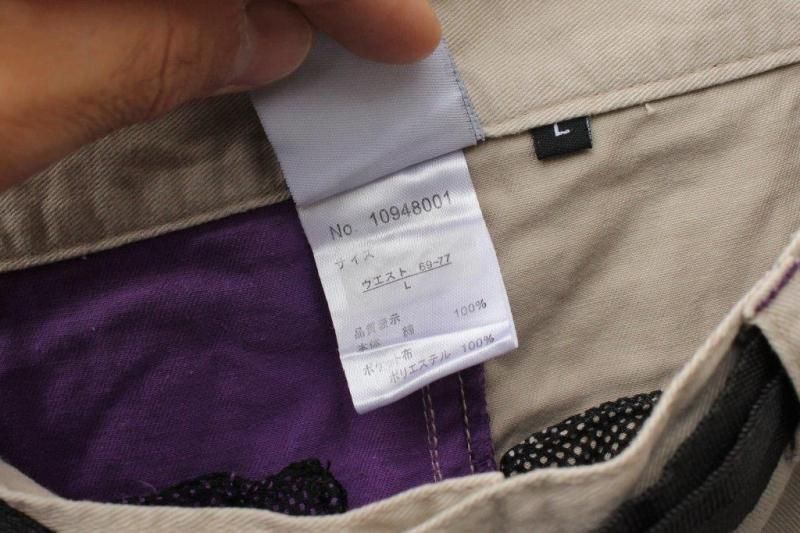 L
No. 10948001
サイズ
ウエスト 69-77
L
品質表示
本体 綿 100%
ポケット布
ポリエステル 100%